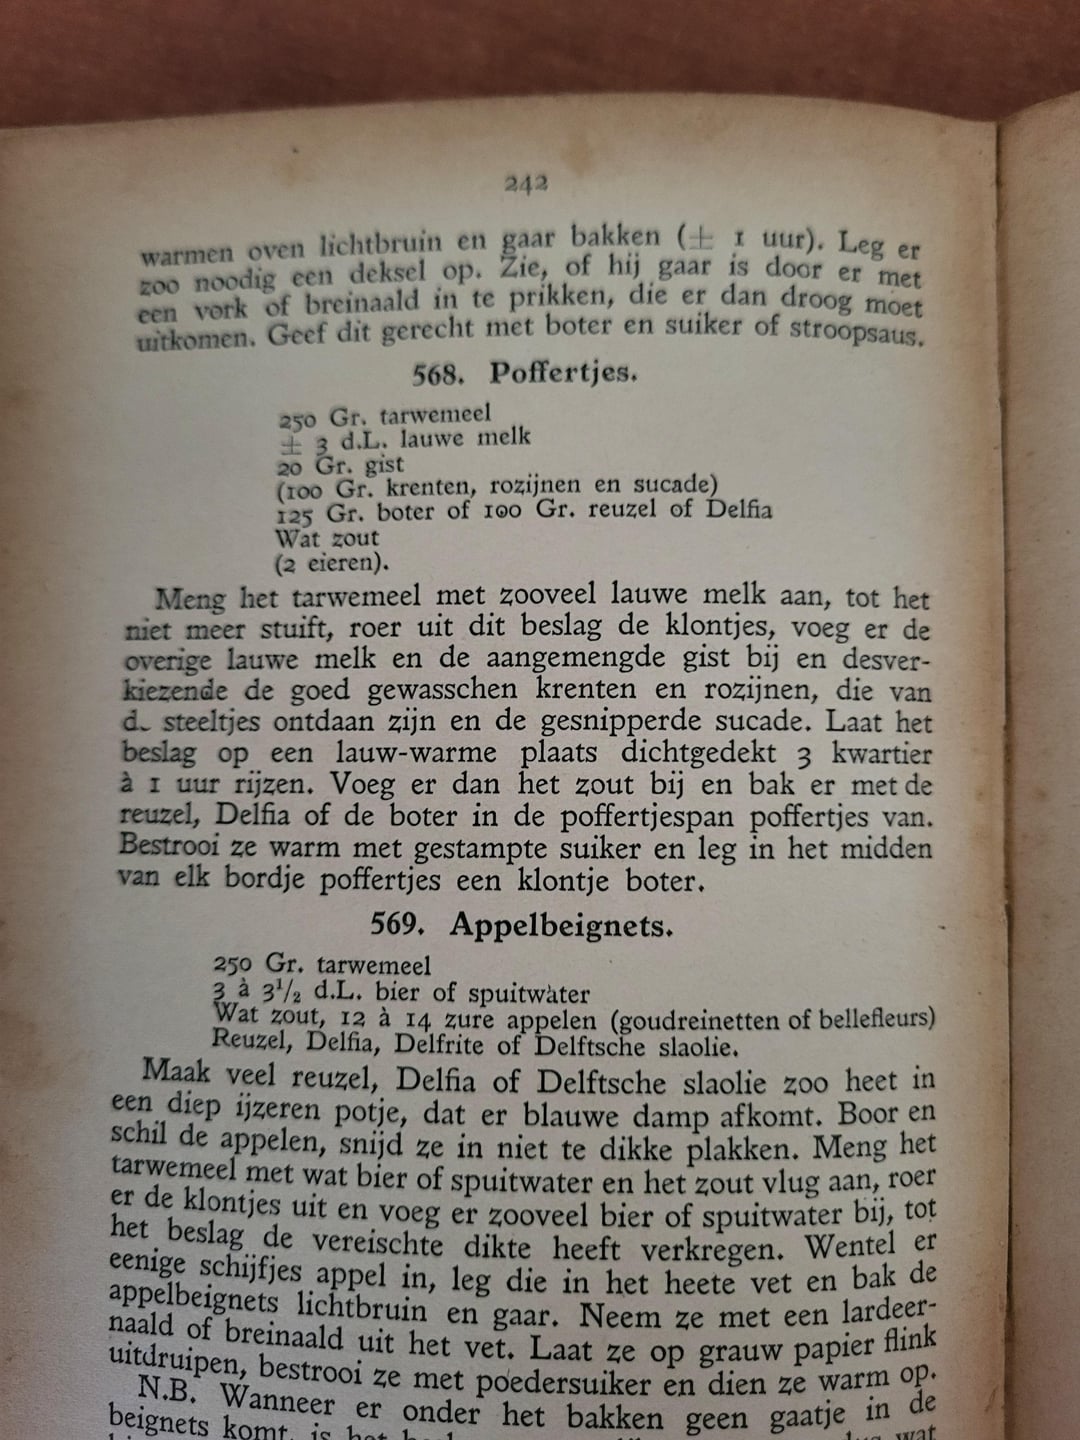 242
warmen oven lichtbruin en gaar bakken (± 1 uur). Leg er
zoo noodig een deksel op. Zie, of hij gaar is door er met
een vork of breinaald in te prikken, die er dan droog moet
uitkomen. Geef dit gerecht met boter en suiker of stroopsaus.
568. Poffertjes.
250 Gr. tarwemeel
± 3 d.L. lauwe melk
20 Gr. gist
(100 Gr. krenten, rozijnen en sucade)
125 Gr. boter of 100 Gr. reuzel of Delfia
Wat zout
(2 eieren).
Meng het tarwemeel met zooveel lauwe melk aan, tot het
niet meer stuift, roer uit dit beslag de klontjes, voeg er de
overige lauwe melk en de aangemengde gist bij en desver-
kiezende de goed gewasschen krenten en rozijnen, die van
de steeltjes ontdaan zijn en de gesnipperde sucade. Laat het
beslag op een lauw-warme plaats dichtgedekt 3 kwartier
à 1 uur rijzen. Voeg er dan het zout bij en bak er met de
reuzel, Delfia of de boter in de poffertjespan poffertjes van.
Bestrooi ze warm met gestampte suiker en leg in het midden
van elk bordje poffertjes een klontje boter.
569. Appelbeignets.
250 Gr. tarwemeel
3 à 3½ d.L. bier of spuitwater
Wat zout, 12 à 14 zure appelen (goudreinetten of bellefleurs)
Reuzel, Delfia, Delfrite of Delftsche slaolie.
Maak veel reuzel, Delfia of Delftsche slaolie zoo heet in
een diep ijzeren potje, dat er blauwe damp afkomt. Boor en
schil de appelen, snijd ze in niet te dikke plakken. Meng het
tarwemeel met wat bier of spuitwater en het zout vlug aan, roer
er de klontjes uit en voeg er zooveel bier of spuitwater bij, tot
het beslag de vereischte dikte heeft verkregen. Wentel er
eenige schijfjes appel in, leg die in het heete vet en bak de
appelbeignets lichtbruin en gaar. Neem ze met een lardeer-
naald of breinaald uit het vet. Laat ze op grauw papier flink
uitdruipen, bestrooi ze met poedersuiker en dien ze warm op.
N.B. Wanneer er onder het bakken geen gaatje in de
beignets komt, is het wat